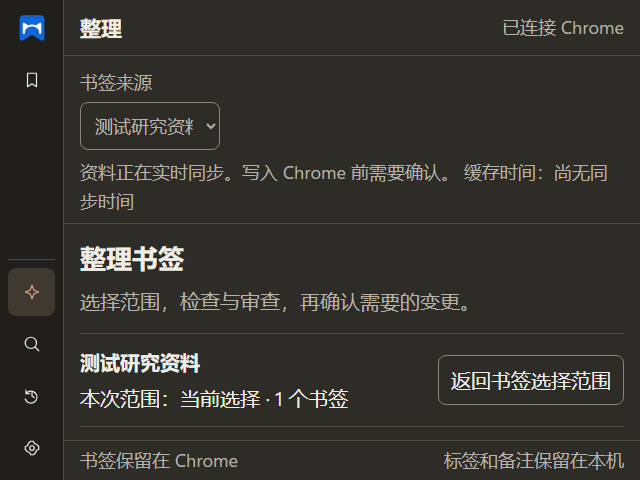 整理
已连接 Chrome
书签来源
测试研究资料
资料正在实时同步。写入 Chrome 前需要确认。 缓存时间：尚无同
步时间
整理书签
选择范围，检查与审查，再确认需要的变更。
测试研究资料
本次范围：当前选择 · 1 个书签
返回书签选择范围
书签保留在 Chrome
标签和备注保留在本机